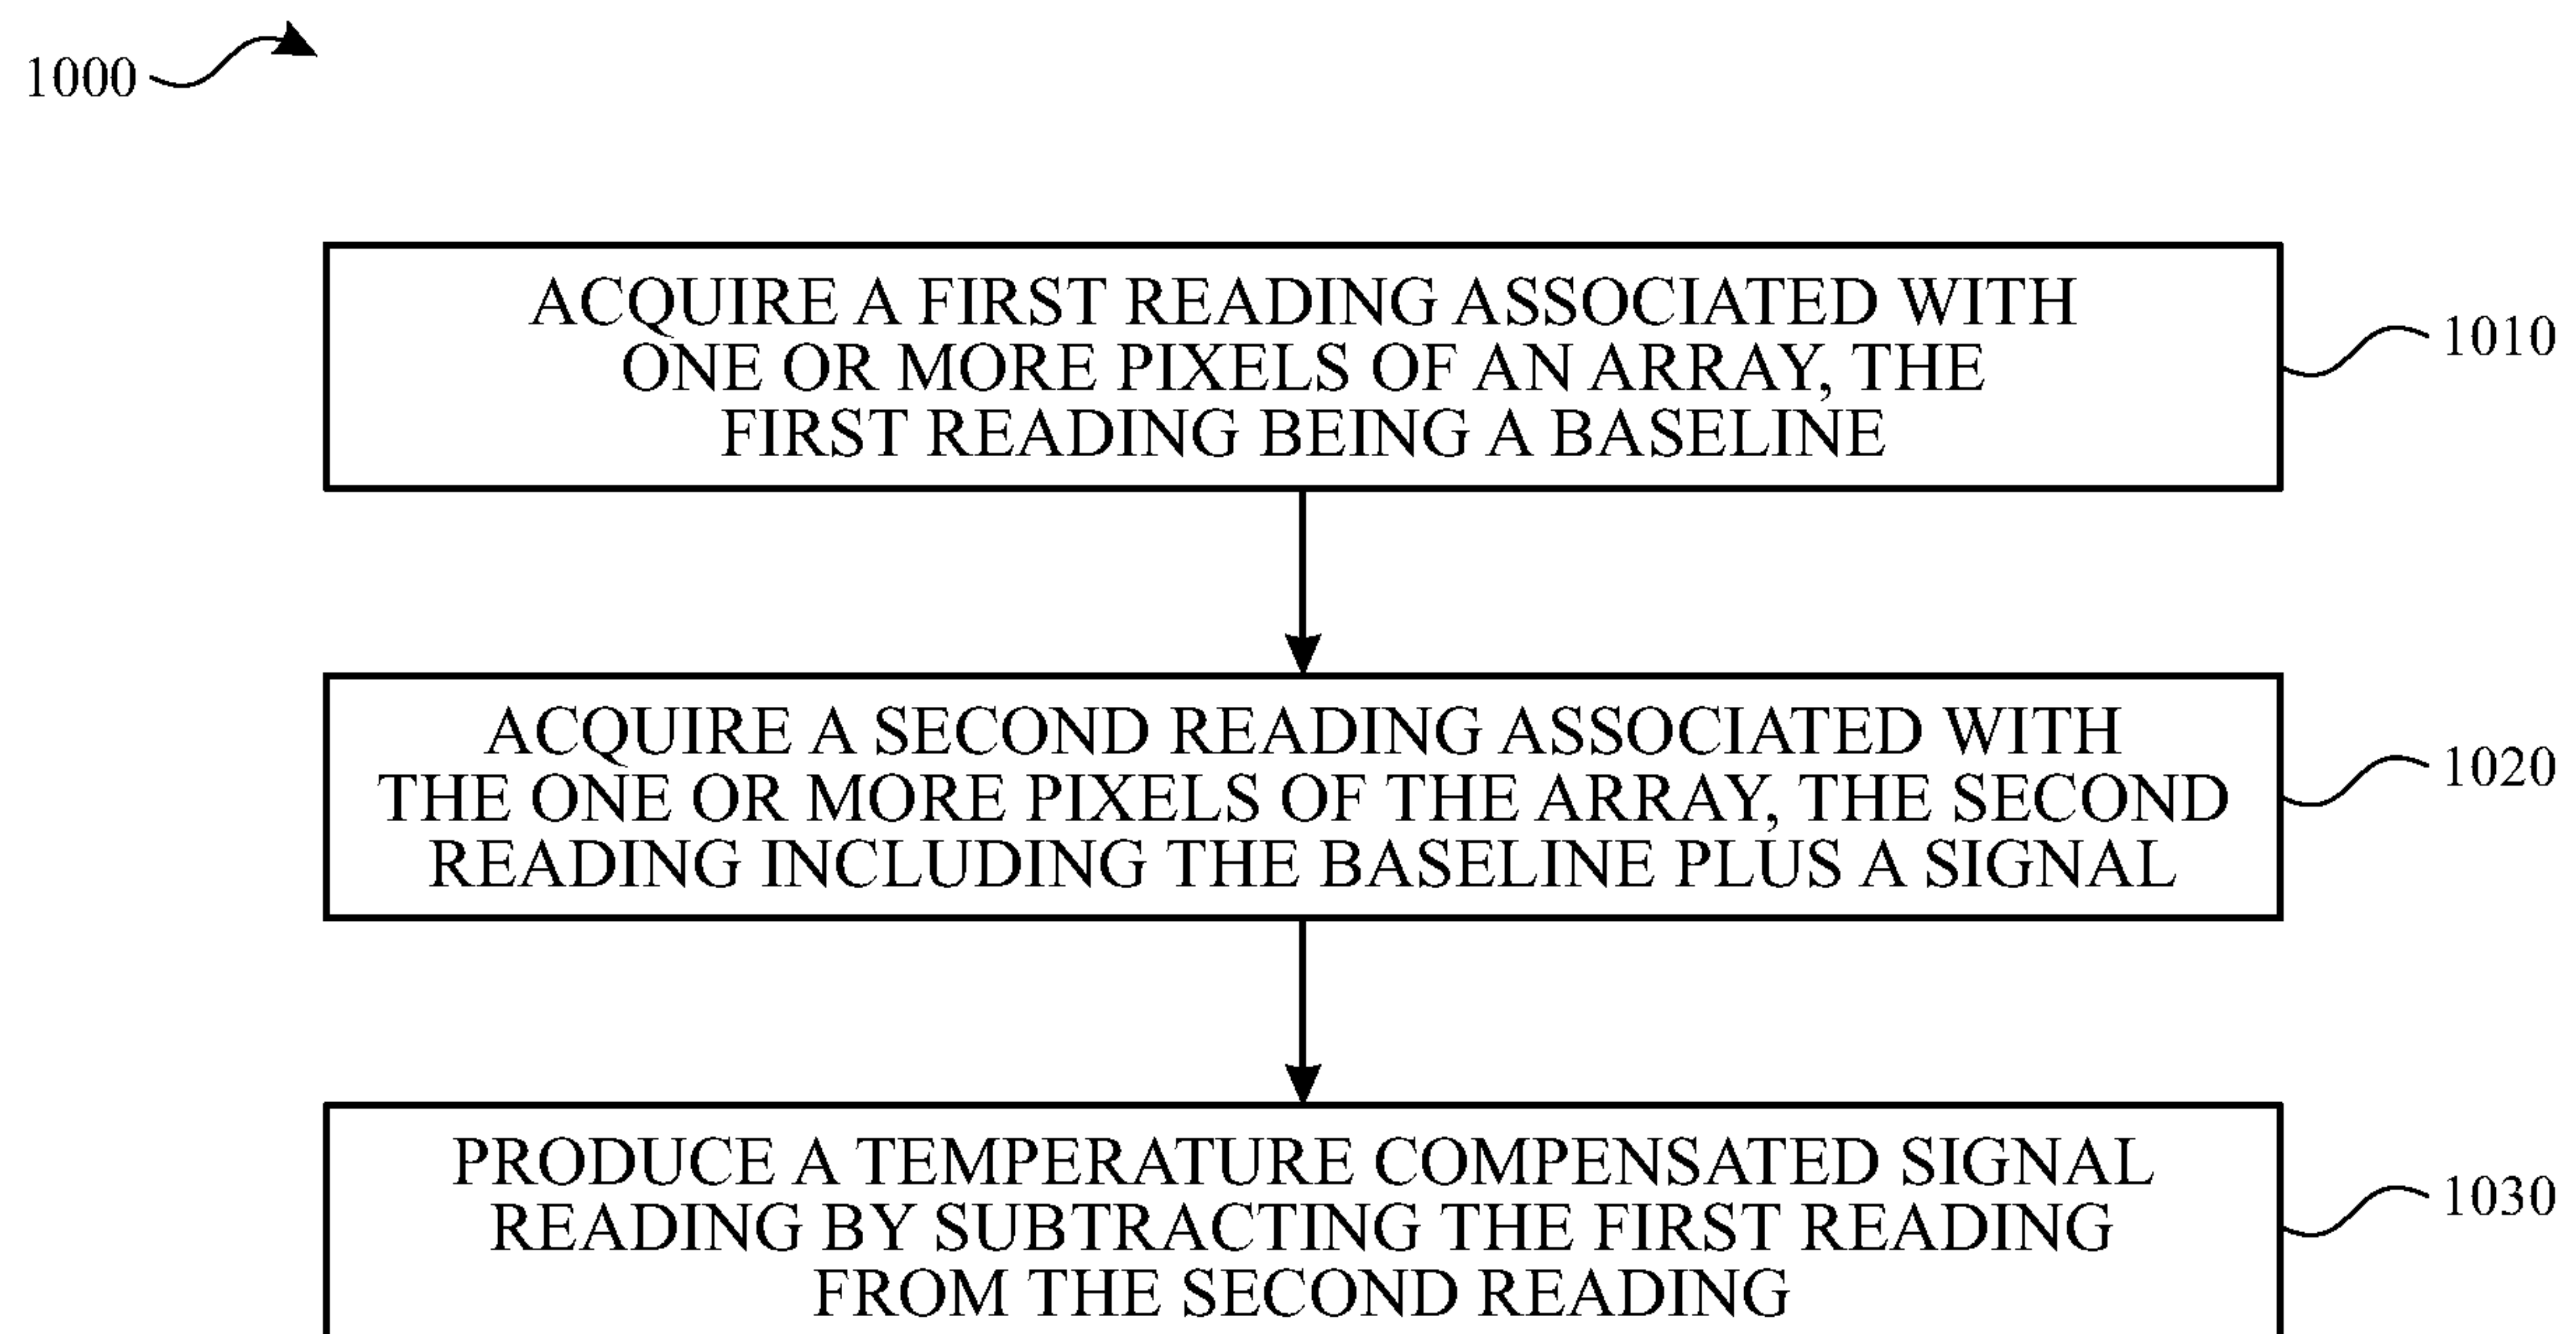 1000
ACQUIRE A FIRST READING ASSOCIATED WITH
ONE OR MORE PIXELS OF AN ARRAY, THE
FIRST READING BEING A BASELINE
1010
ACQUIRE A SECOND READING ASSOCIATED WITH
THE ONE OR MORE PIXELS OF THE ARRAY, THE SECOND
READING INCLUDING THE BASELINE PLUS A SIGNAL
1020
PRODUCE A TEMPERATURE COMPENSATED SIGNAL
READING BY SUBTRACTING THE FIRST READING
FROM THE SECOND READING
1030